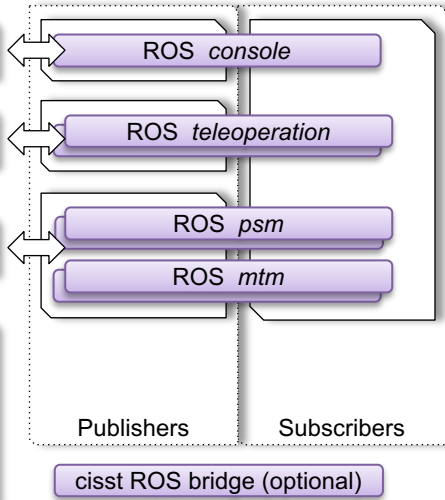 ROS console
ROS teleoperation
ROS psm
ROS mtm
Publishers
Subscribers
cisst ROS bridge (optional)